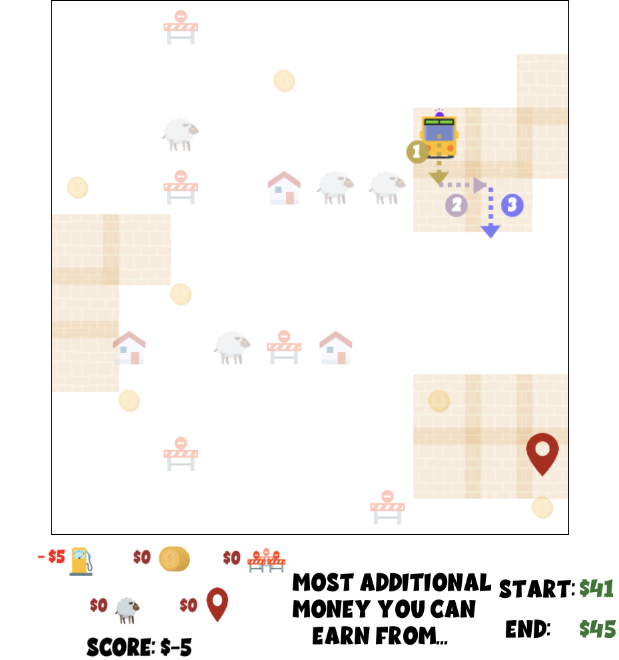 1
2 3
- $5 $0 $0
$0 $0
SCORE: $-5
MOST ADDITIONAL
MONEY YOU CAN
EARN FROM...
START: $41
END: $45